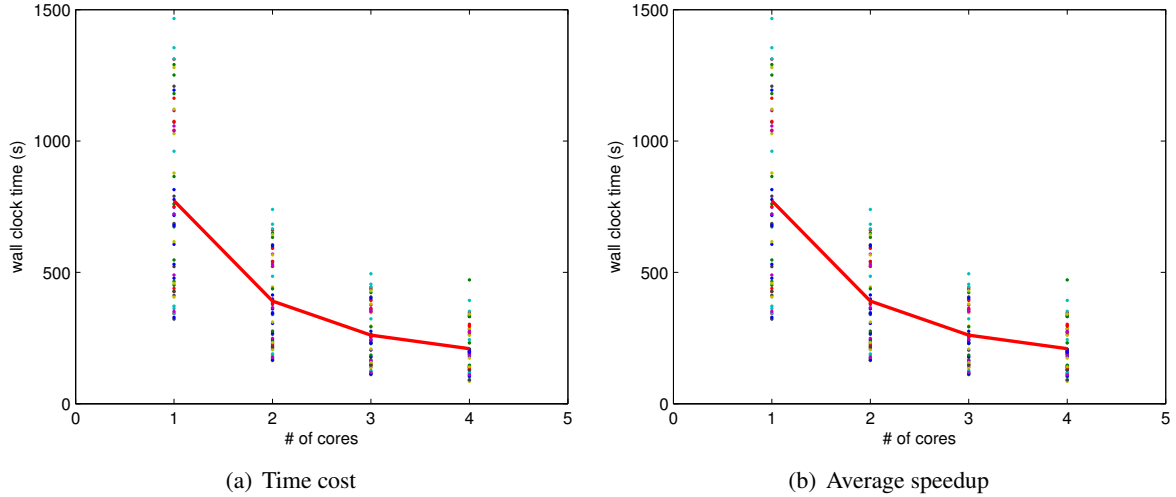 1500
1000
500
0
wall clock time (s)
0 1 2 3 4 5
# of cores
(a) Time cost
1500
1000
500
0
wall clock time (s)
0 1 2 3 4 5
# of cores
(b) Average speedup